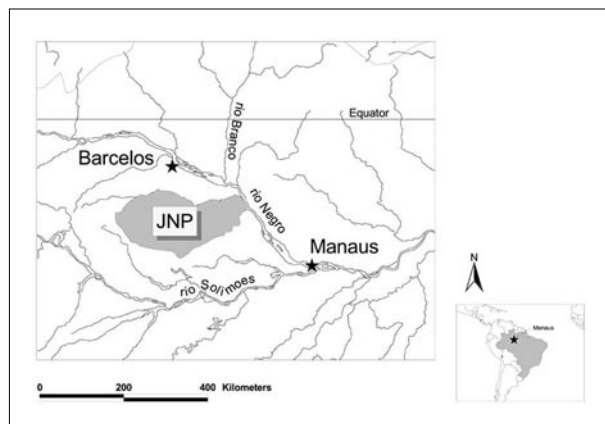 Equator
rio Branco
Barcelos
JNP
rio Negro
Manaus
rio Solimoes
N
Manaus
0 200 400 Kilometers